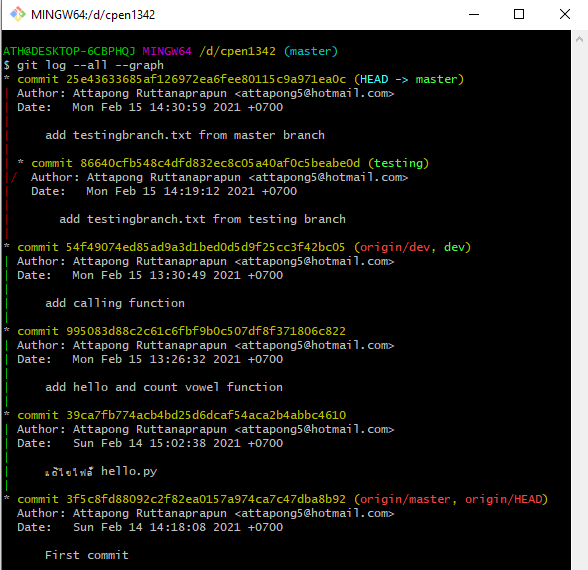 MINGW64:/d/cpen1342
ATH@DESKTOP-6CBPHQJ MINGW64 /d/cpen1342 (master)
$ git log --all --graph
* commit 25e43633685af126972ea6fee80115c9a971ea0c (HEAD -> master)
| Author: Attapong Ruttanaprapun <attapong5@hotmail.com>
| Date:   Mon Feb 15 14:30:59 2021 +0700
|
|     add testingbranch.txt from master branch
|
| * commit 86640cfb548c4dfd832ec8c05a40af0c5beabe0d (testing)
|/  Author: Attapong Ruttanaprapun <attapong5@hotmail.com>
|   Date:   Mon Feb 15 14:19:12 2021 +0700
|
|       add testingbranch.txt from testing branch
|
* commit 54f49074ed85ad9a3d1bed0d5d9f25cc3f42bc05 (origin/dev, dev)
| Author: Attapong Ruttanaprapun <attapong5@hotmail.com>
| Date:   Mon Feb 15 13:30:49 2021 +0700
|
|     add calling function
|
* commit 995083d88c2c61c6fbf9b0c507df8f371806c822
| Author: Attapong Ruttanaprapun <attapong5@hotmail.com>
| Date:   Mon Feb 15 13:26:32 2021 +0700
|
|     add hello and count vowel function
|
* commit 39ca7fb774acb4bd25d6dcaf54aca2b4abbc4610
| Author: Attapong Ruttanaprapun <attapong5@hotmail.com>
| Date:   Sun Feb 14 15:02:38 2021 +0700
|
|     แก้ไขไฟล์ hello.py
|
* commit 3f5c8fd88092c2f82ea0157a974ca7c47dba8b92 (origin/master, origin/HEAD)
  Author: Attapong Ruttanaprapun <attapong5@hotmail.com>
  Date:   Sun Feb 14 14:18:08 2021 +0700

      First commit